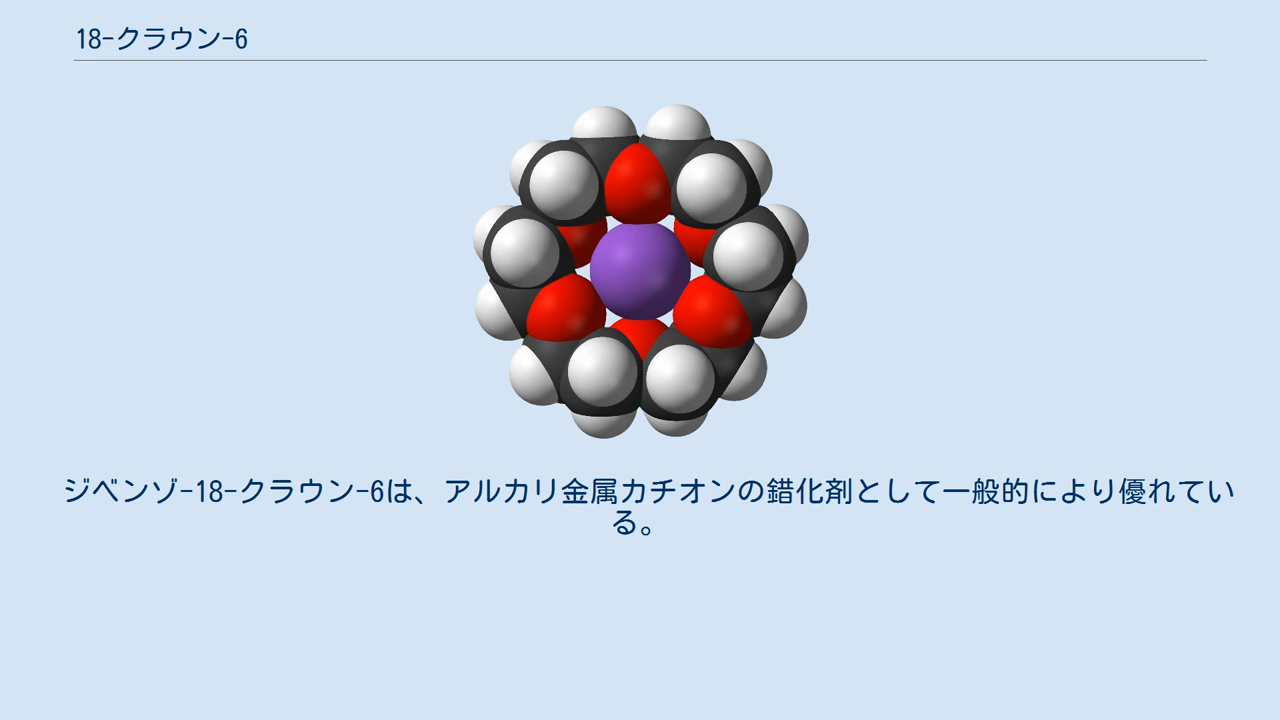 18-クラウン-6
ジベンゾ-18-クラウン-6は、アルカリ金属カチオンの錯化剤として一般的により優れてい
る。